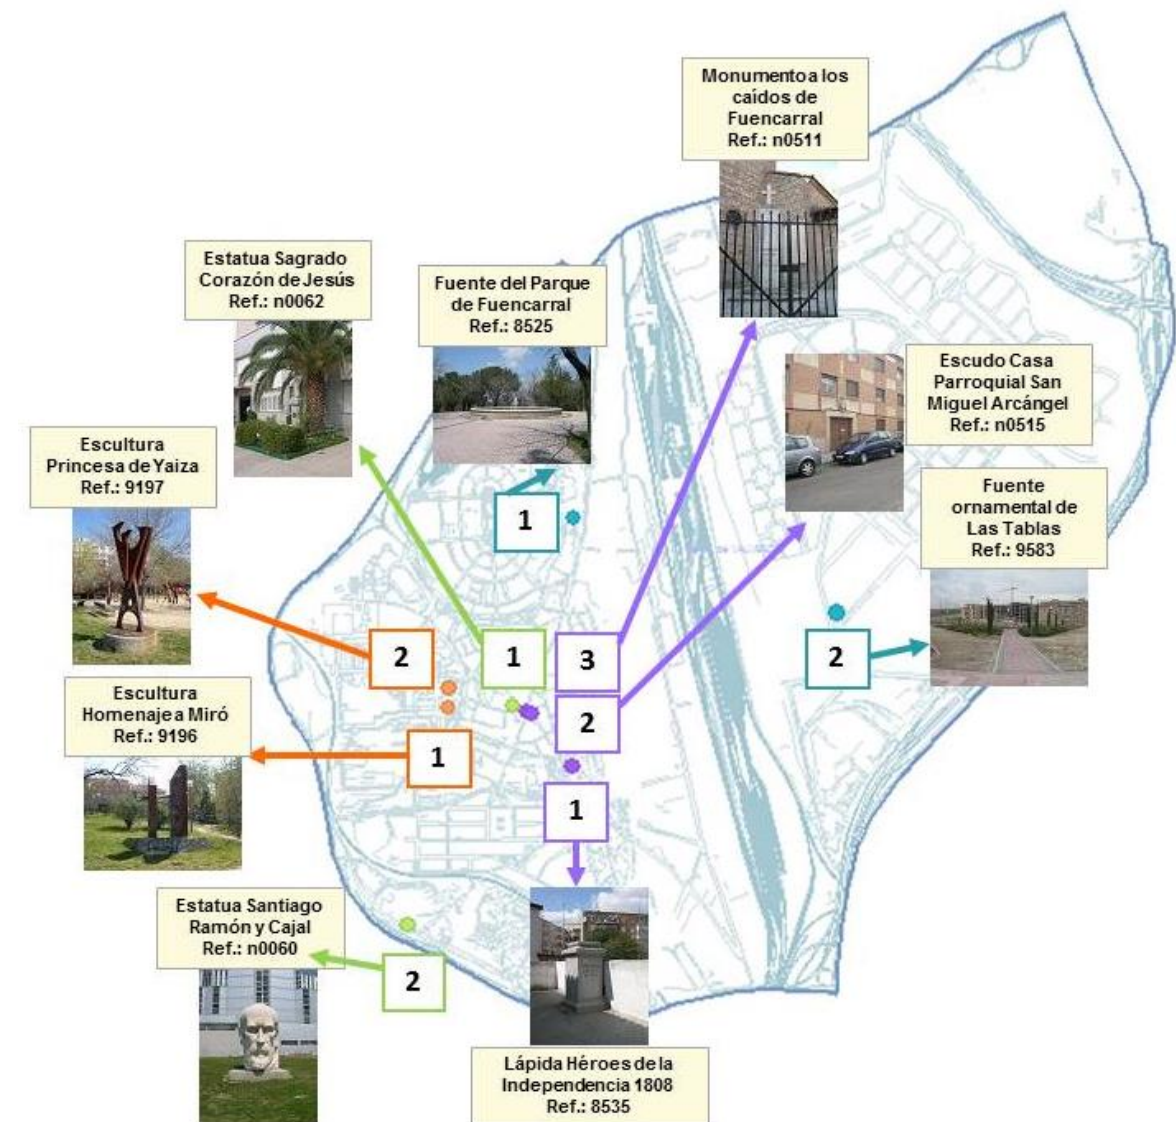 Monumentoa los
caídos de
Fuencarral
Ref.: n0511
Estatua Sagrado
Corazón de Jesús
Ref.: n0062
Fuente del Parque
de Fuencarral
Ref.: 8525
Escudo Casa
Parroquial San
Miguel Arcángel
Ref.: n0515
Escultura
Princesa de Yaiza
Ref.: 9197
Fuente
ornamental de
Las Tablas
Ref.: 9583
1
2
1
3
2
2
Escultura
Homenaje a Miró
Ref.: 9196
1
1
Estatua Santiago
Ramón y Cajal
Ref.: n0060
2
Lápida Héroes de la
Independencia 1808
Ref.: 8535